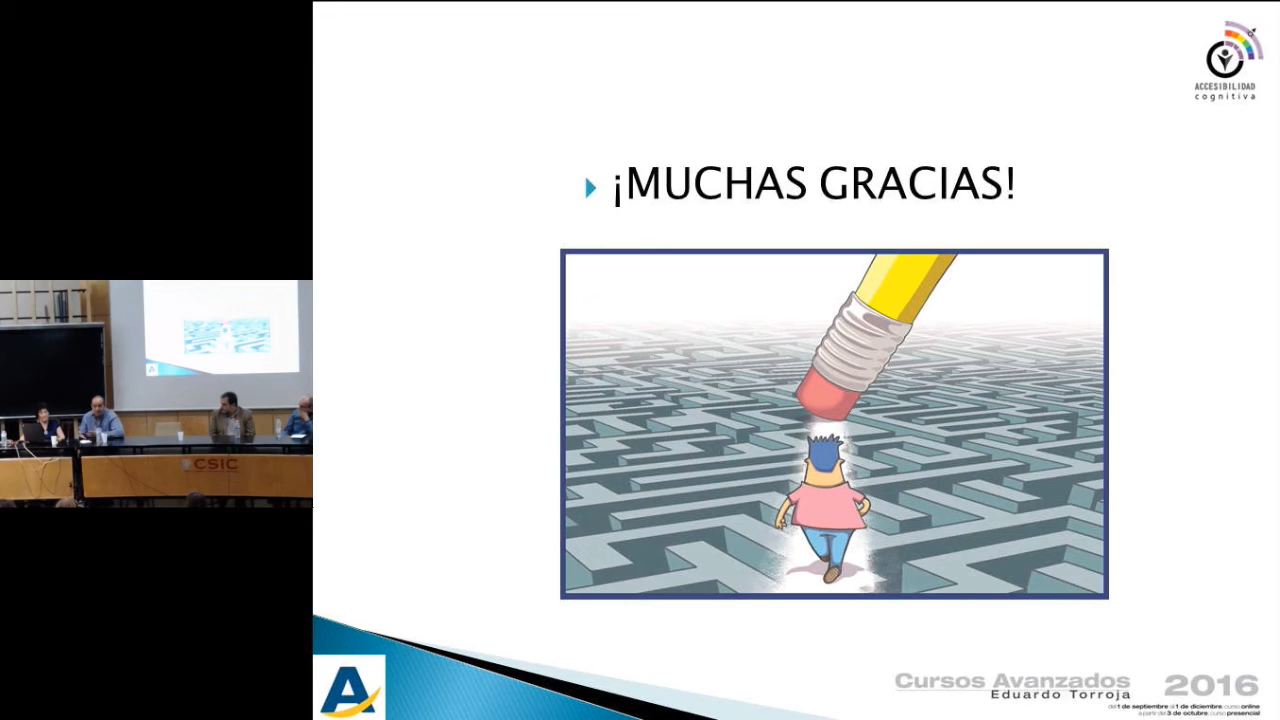 ACCESIBILIDAD
cognitiva
¡MUCHAS GRACIAS!
CSIC
A
Cursos Avanzados 2016
Eduardo Torroja
del 1 de septiembre al 1 de diciembre: curso online
a partir del 3 de octubre: curso presencial